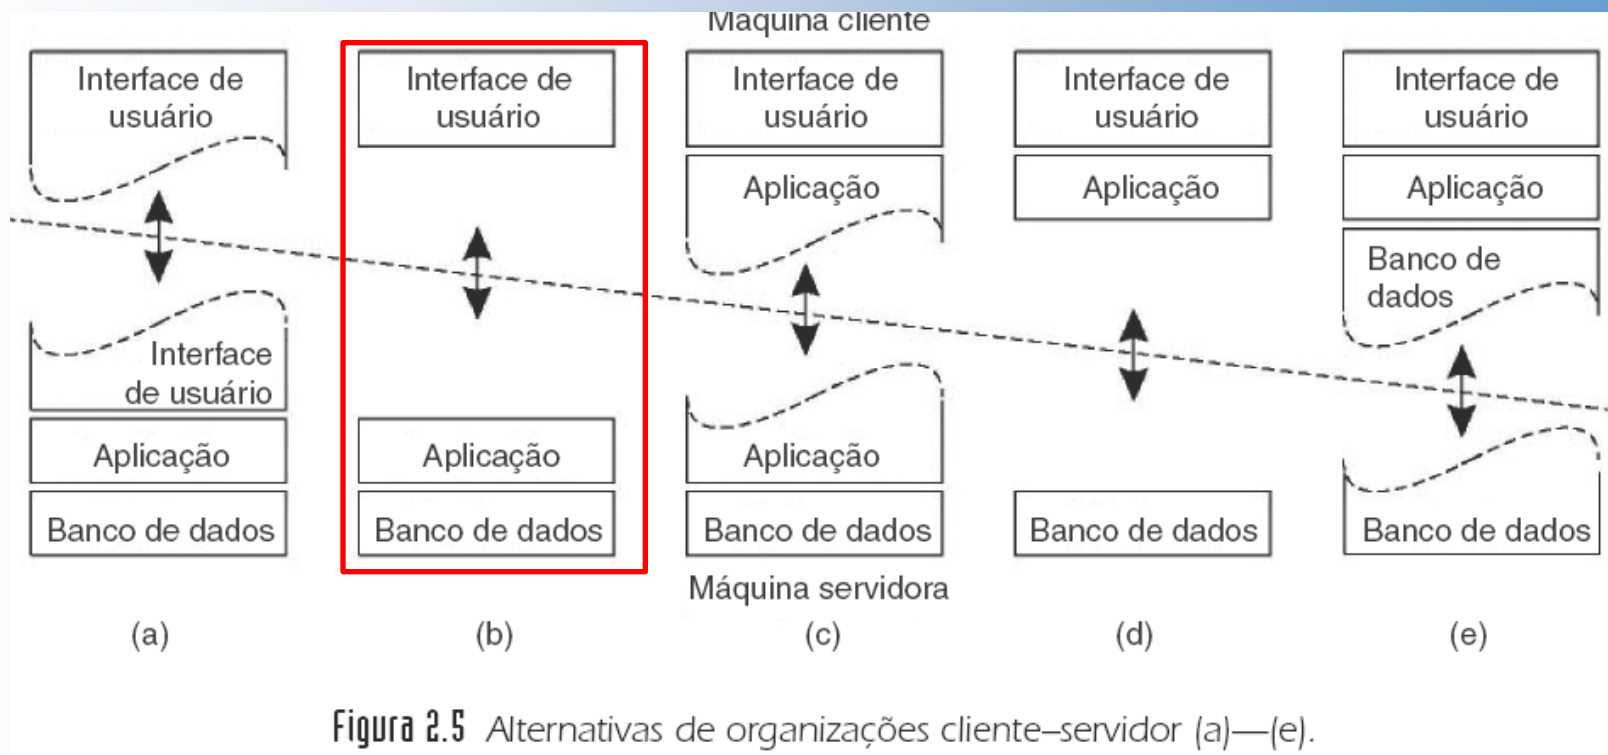 Máquina cliente
Interface de
usuário
Interface
de usuário
Aplicação
Banco de dados
(a)
Interface de
usuário
Aplicação
Banco de dados
(b)
Interface de
usuário
Aplicação
Aplicação
Banco de dados
Máquina servidora
(c)
Interface de
usuário
Aplicação
Banco de dados
(d)
Interface de
usuário
Aplicação
Banco de
dados
Banco de dados
(e)
Figura 2.5 Alternativas de organizações cliente–servidor (a)—(e).